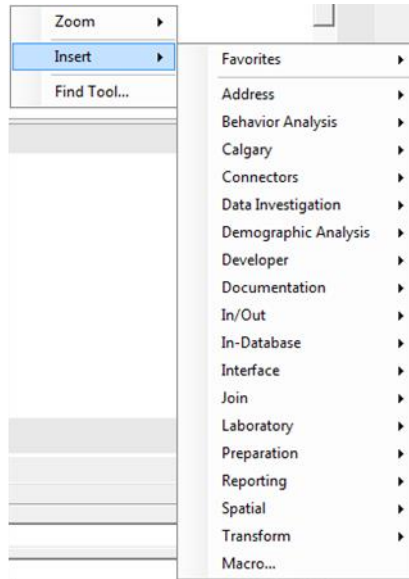 Zoom
Insert
Find Tool...
Favorites
Address
Behavior Analysis
Calgary
Connectors
Data Investigation
Demographic Analysis
Developer
Documentation
In/Out
In-Database
Interface
Join
Laboratory
Preparation
Reporting
Spatial
Transform
Macro...